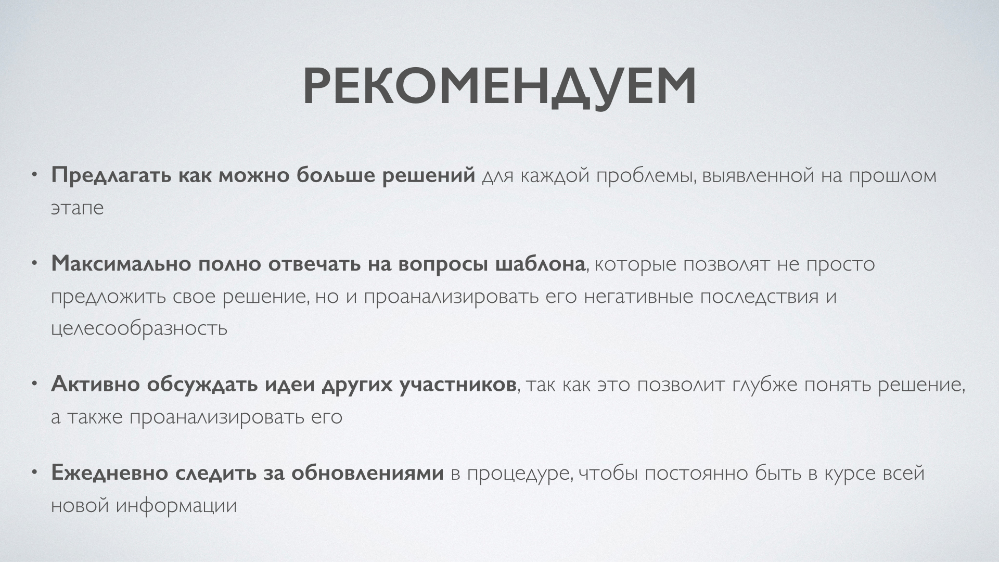 РЕКОМЕНДУЕМ
• Предлагать как можно больше решений для каждой проблемы, выявленной на прошлом
этапе
• Максимально полно отвечать на вопросы шаблона, которые позволят не просто
предложить свое решение, но и проанализировать его негативные последствия и
целесообразность
• Активно обсуждать идеи других участников, так как это позволит глубже понять решение,
а также проанализировать его
• Ежедневно следить за обновлениями в процедуре, чтобы постоянно быть в курсе всей
новой информации